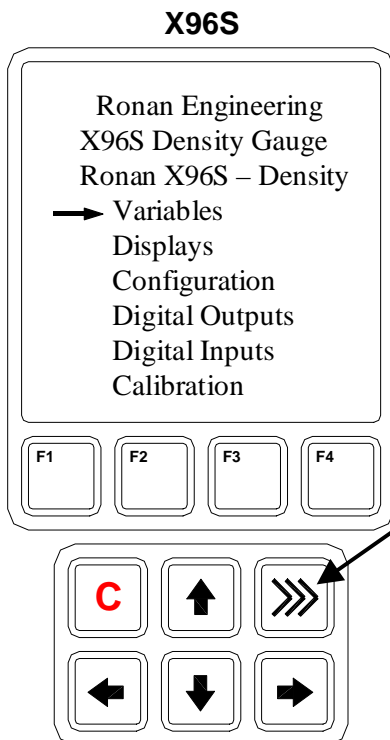 X96S
Ronan Engineering
X96S Density Gauge
Ronan X96S – Density
Variables
Displays
Configuration
Digital Outputs
Digital Inputs
Calibration
F1 F2 F3 F4
C